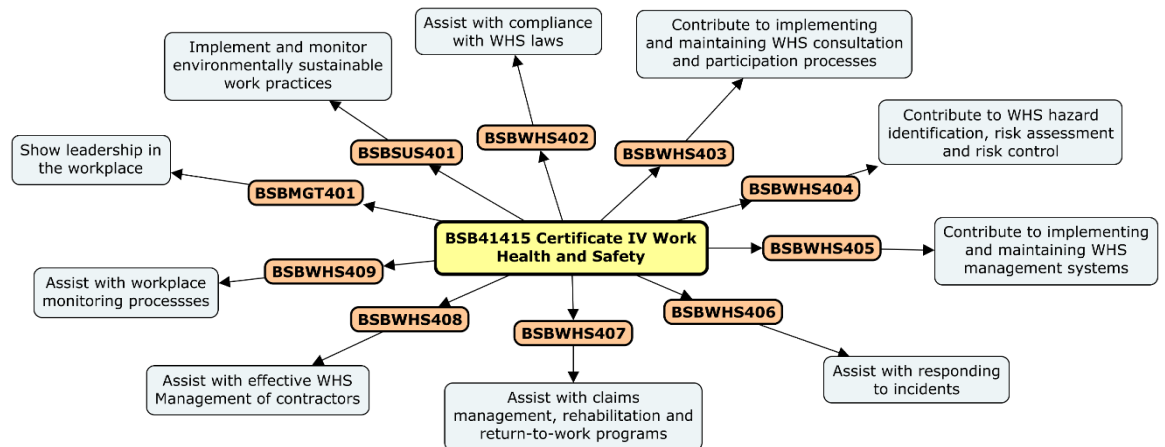 Assist with compliance
with WHS laws
Contribute to implementing
and maintaining WHS consultation
and participation processes
Implement and monitor
environmentally sustainable
work practices
Contribute to WHS hazard
identification, risk assessment
and risk control
BSBWHS402
BSBSUS401
BSBWHS403
Show leadership in
the workplace
BSBMGT401
BSBWHS404
BSB41415 Certificate IV Work
Health and Safety
BSBWHS405
Contribute to implementing
and maintaining WHS
management systems
BSBWHS409
Assist with workplace
monitoring processses
BSBWHS408
BSBWHS407
BSBWHS406
Assist with effective WHS
Management of contractors
Assist with claims
management, rehabilitation and
return-to-work programs
Assist with responding
to incidents